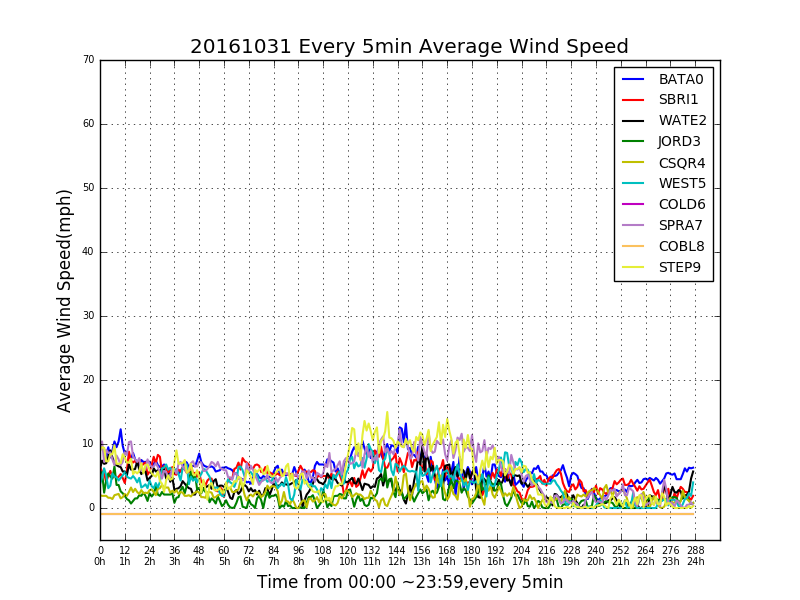 20161031 Every 5min Average Wind Speed
70
60
50
40
30
20
10
0
Average Wind Speed(mph)
BATA0
SBRI1
WATE2
JORD3
CSQR4
WEST5
COLD6
SPRA7
COBL8
STEP9
0 12 24 36 48 60 72 84 96 108 120 132 144 156 168 180 192 204 216 228 240 252 264 276 288
0h 1h 2h 3h 4h 5h 6h 7h 8h 9h 10h 11h 12h 13h 14h 15h 16h 17h 18h 19h 20h 21h 22h 23h 24h
Time from 00:00 ~23:59,every 5min